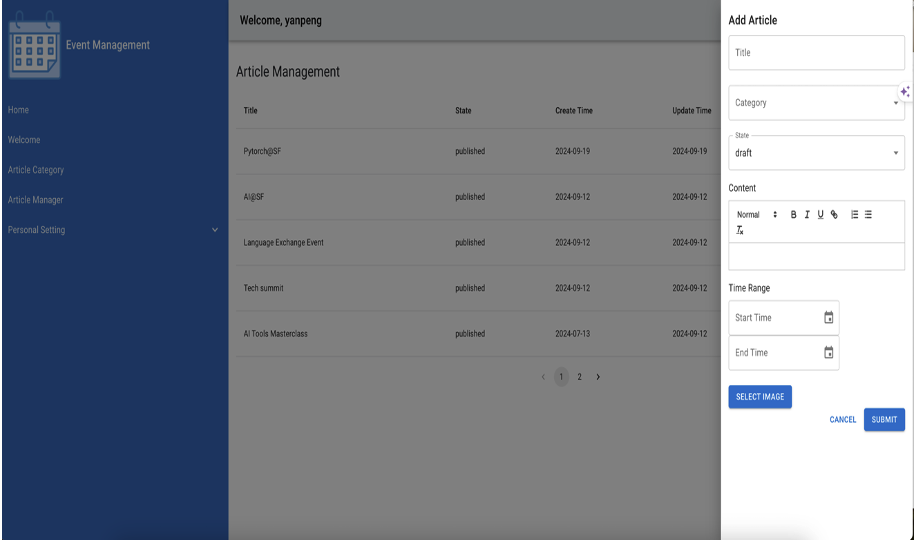 Event Management
Home
Welcome
Article Category
Article Manager
Personal Setting
Welcome, yanpeng
Article Management
Title State Create Time Update Time
Pytorch@SF published 2024-09-19 2024-09-19
AI@SF published 2024-09-12 2024-09-12
Language Exchange Event published 2024-09-12 2024-09-12
Tech summit published 2024-09-12 2024-09-12
AI Tools Masterclass published 2024-07-13 2024-09-12
1 2
Add Article
Title
Category
State
draft
Content
Normal B I U
Time Range
Start Time
End Time
SELECT IMAGE
CANCEL SUBMIT